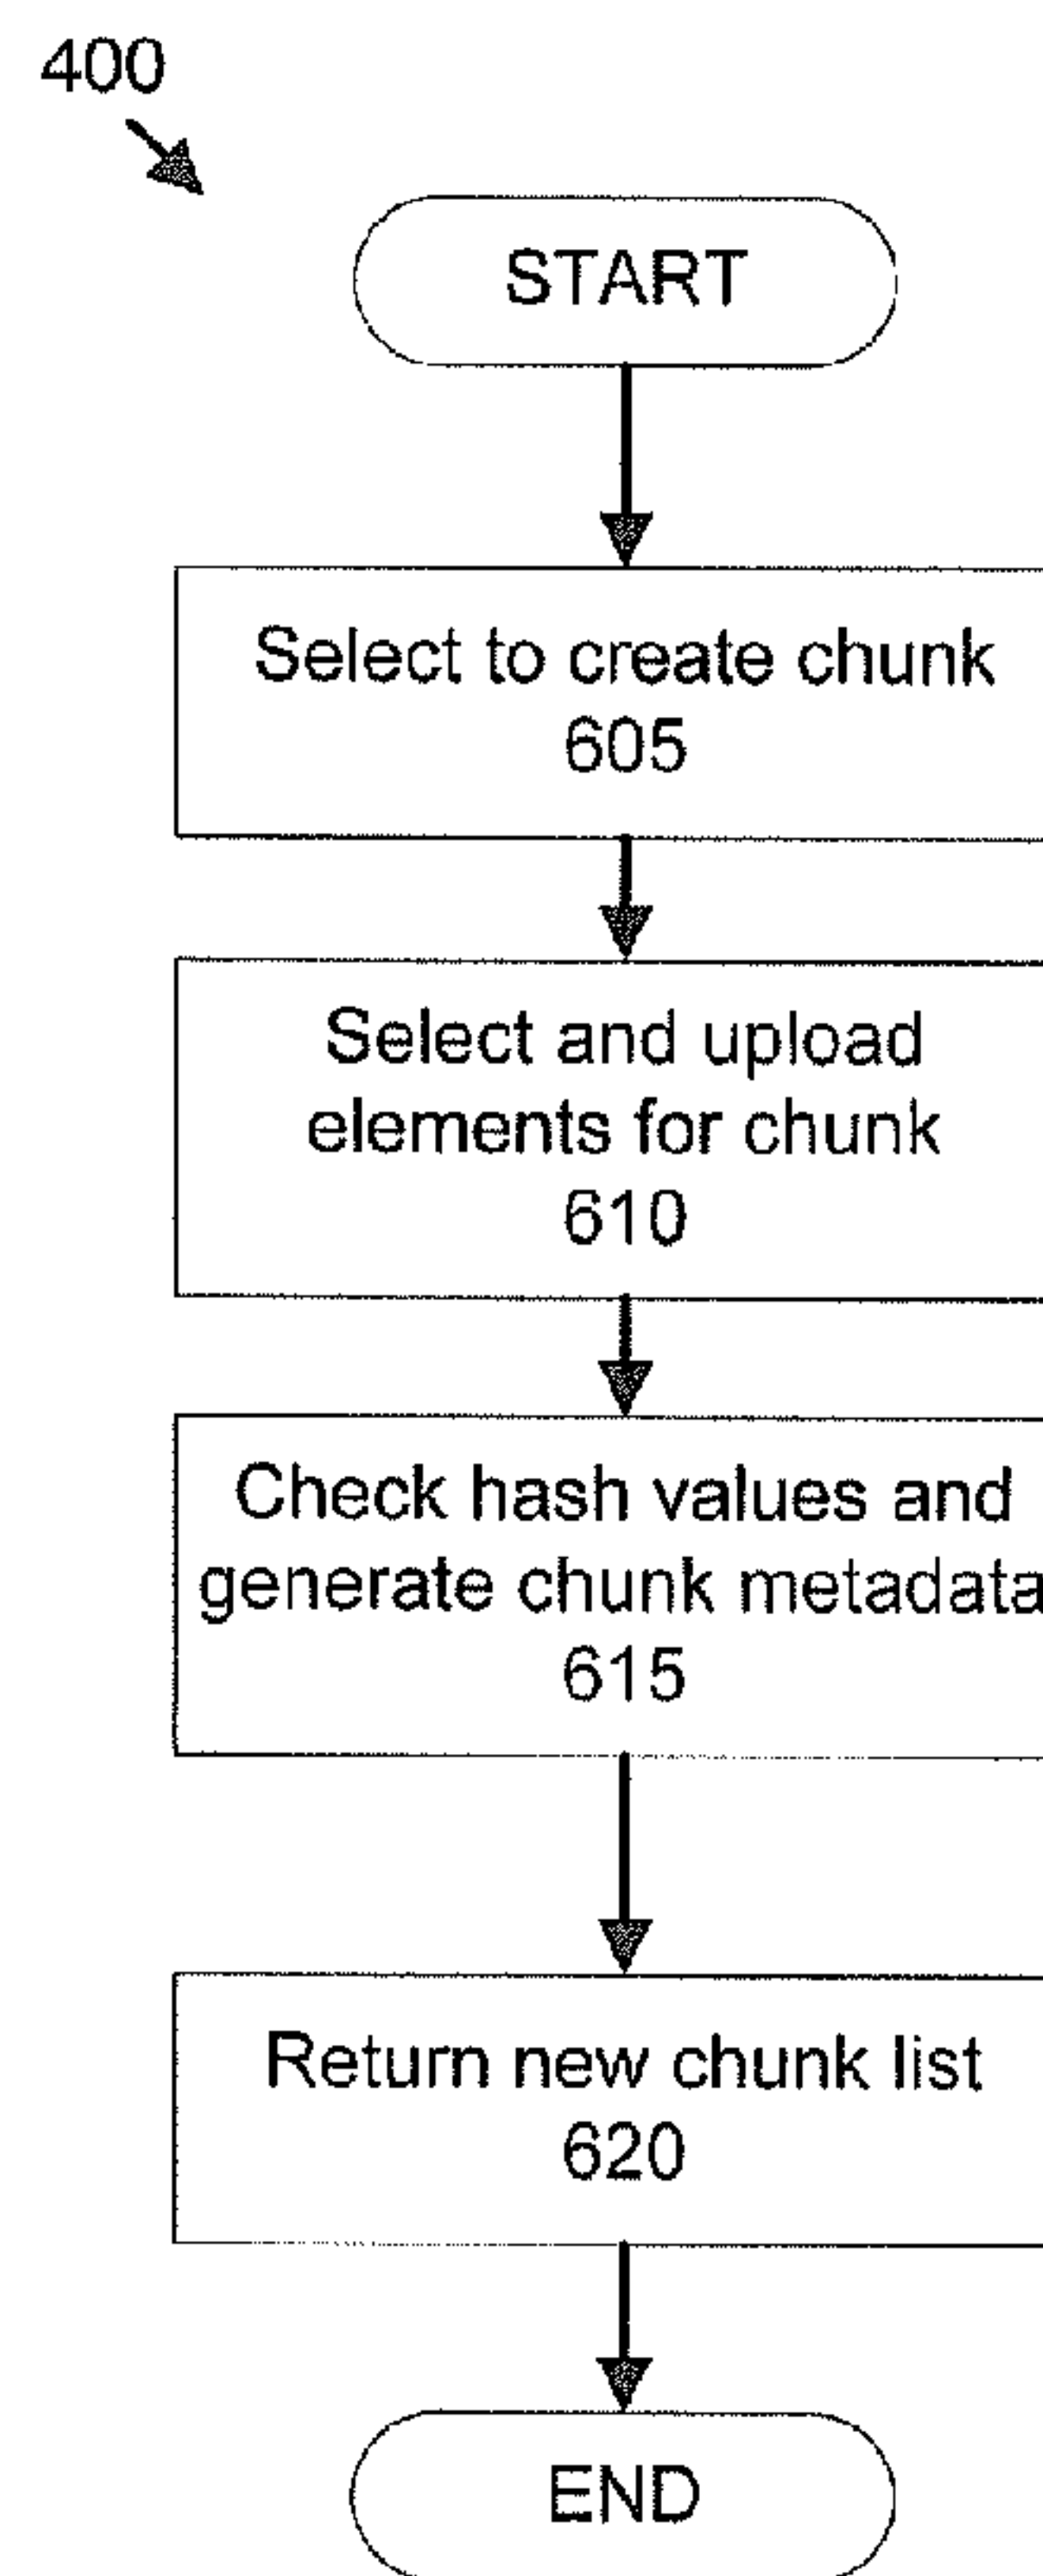 400
START
Select to create chunk
605
Select and upload
elements for chunk
610
Check hash values and
generate chunk metadata
615
Return new chunk list
620
END